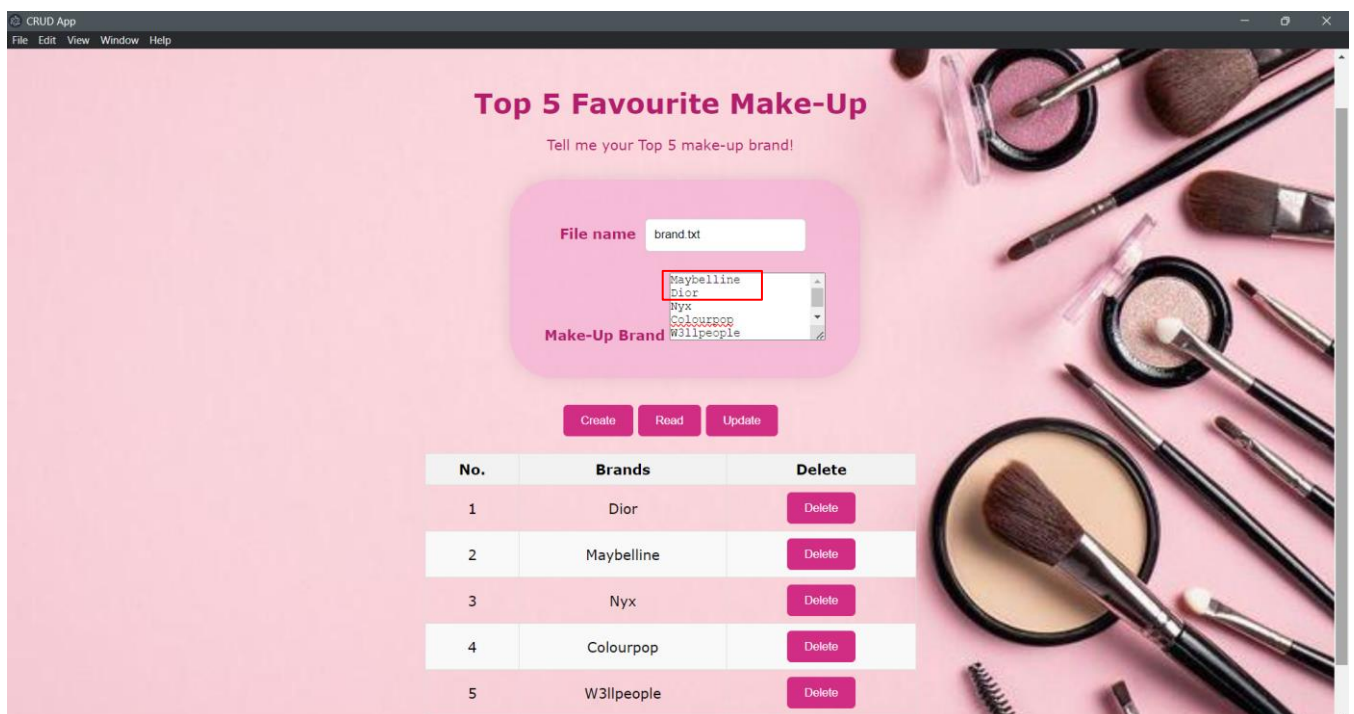 CRUD App
File Edit View Window Help
Top 5 Favourite Make-Up
Tell me your Top 5 make-up brand!
File name brand.txt
Maybelline
Dior
Nyx
Colourpop
Make-Up Brand W3llpeople
Create Read Update
No. Brands Delete
1 Dior Delete
2 Maybelline Delete
3 Nyx Delete
4 Colourpop Delete
5 W3llpeople Delete